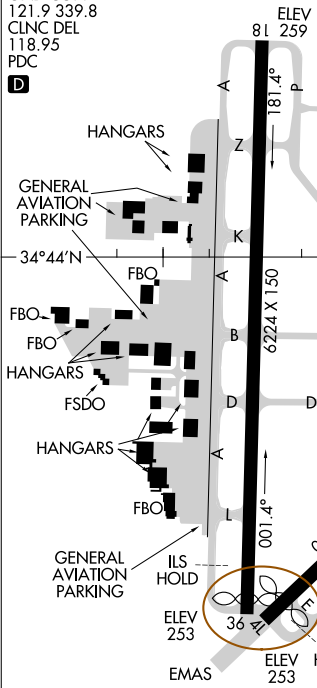 121.9 339.8
CLNC DEL
118.95
PDC
D
ELEV
259
18
A
181.4°
P
HANGARS
Z
GENERAL
AVIATION
PARKING
K
34°44'N
FBO
A
6224 X 150
FBO
FBO
B
HANGARS
FSDO
D
D
HANGARS
A
FBO
L
001.4°
GENERAL
AVIATION
PARKING
ILS
HOLD
ELEV
253
36
4L
E
EMAS
ELEV
253